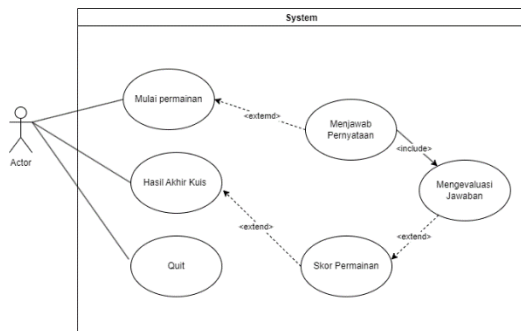 System
Mulai permainan
<extemd>
Menjawab
Pernyataan
<include>
Actor
Hasil Akhir Kuis
Mengevaluasi
Jawaban
<extend>
<extend>
Quit
Skor Permainan